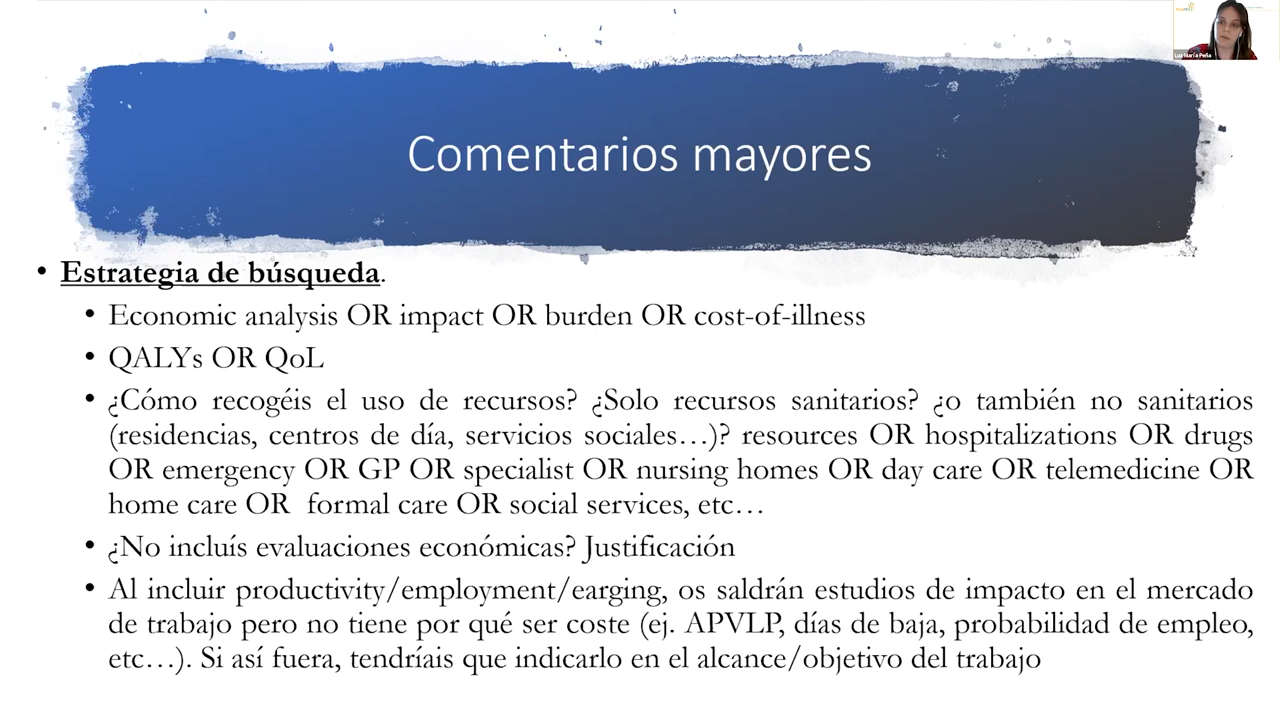 Luz María Peña
Comentarios mayores
• Estrategia de búsqueda.
• Economic analysis OR impact OR burden OR cost-of-illness
• QALYs OR QoL
• ¿Cómo recogéis el uso de recursos? ¿Solo recursos sanitarios? ¿o también no sanitarios
(residencias, centros de día, servicios sociales…)? resources OR hospitalizations OR drugs
OR emergency OR GP OR specialist OR nursing homes OR day care OR telemedicine OR
home care OR formal care OR social services, etc…
• ¿No incluís evaluaciones económicas? Justificación
• Al incluir productivity/employment/earging, os saldrán estudios de impacto en el mercado
de trabajo pero no tiene por qué ser coste (ej. APVLP, días de baja, probabilidad de empleo,
etc…). Si así fuera, tendríais que indicarlo en el alcance/objetivo del trabajo